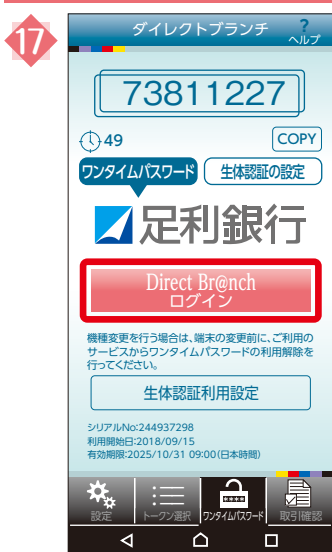 17
ダイレクトブランチ
?
ヘルプ
73811227
49
COPY
ワンタイムパスワード
生体認証の設定
足利銀行
Direct Br@nch
ログイン
機種変更を行う場合は、端末の変更前に、ご利用の
サービスからワンタイムパスワードの利用解除を
行ってください。
生体認証利用設定
シリアルNo:244937298
利用開始日:2018/09/15
有効期限:2025/10/31 09:00(日本時間)
****
設定
トークン選択
ワンタイムパスワード
取引確認